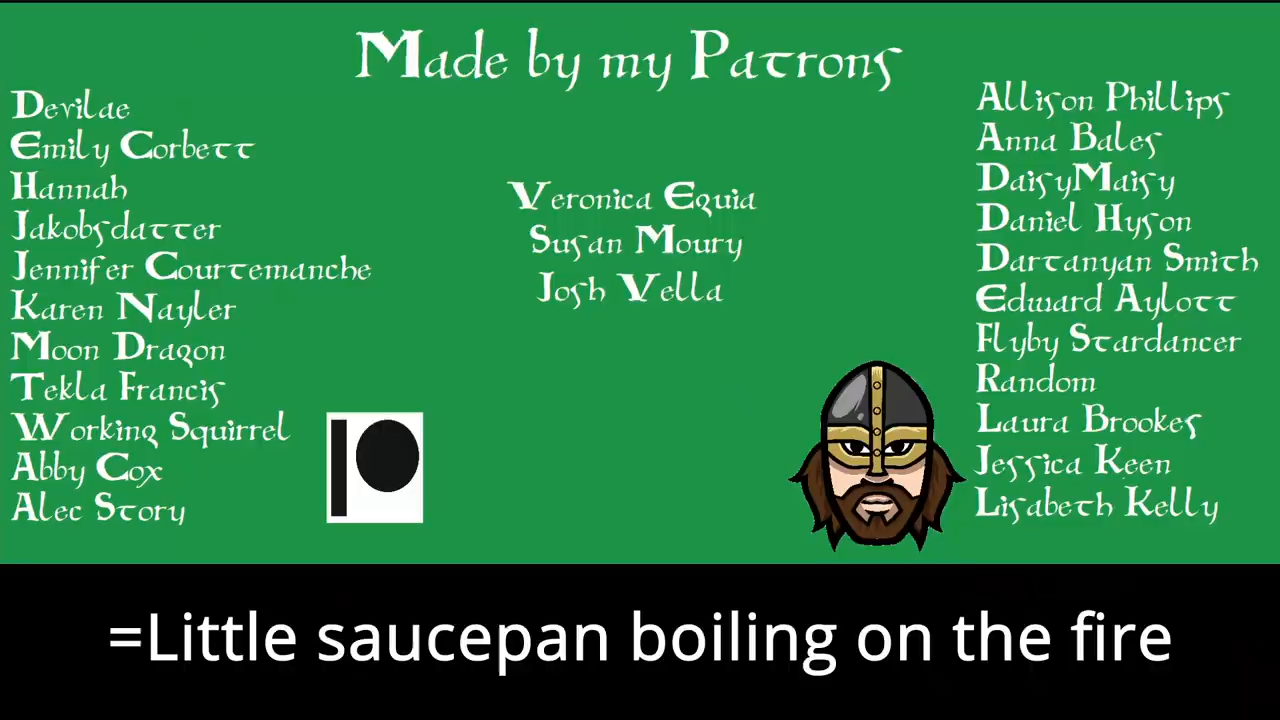 Made by my Patrons
Devilae
Emily Corbett
Hannah
Jakobsdatter
Jennifer Courtemanche
Karen Nayler
Moon Dragon
Tekla Francis
Working Squirrel
Abby Cox
Alec Story
Veronica Eguia
Susan Moury
Josh Vella
Allison Phillips
Anna Bales
DaisyMaisy
Daniel Hyson
Dartanyan Smith
Edward Aylott
Flyby Stardancer
Random
Laura Brookes
Jessica Keen
Lisabeth Kelly
=Little saucepan boiling on the fire